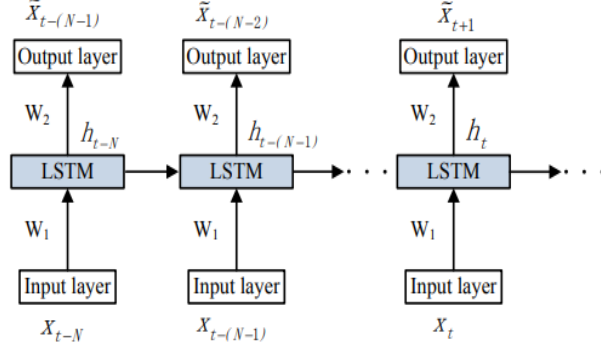 X̃t−(N−1) X̃t−(N−2) X̃t+1
Output layer Output layer Output layer
W2 W2 W2
ht−N ht−(N−1) ht
LSTM LSTM · · · LSTM · · ·
W1 W1 W1
Input layer Input layer Input layer
Xt−N Xt−(N−1) Xt